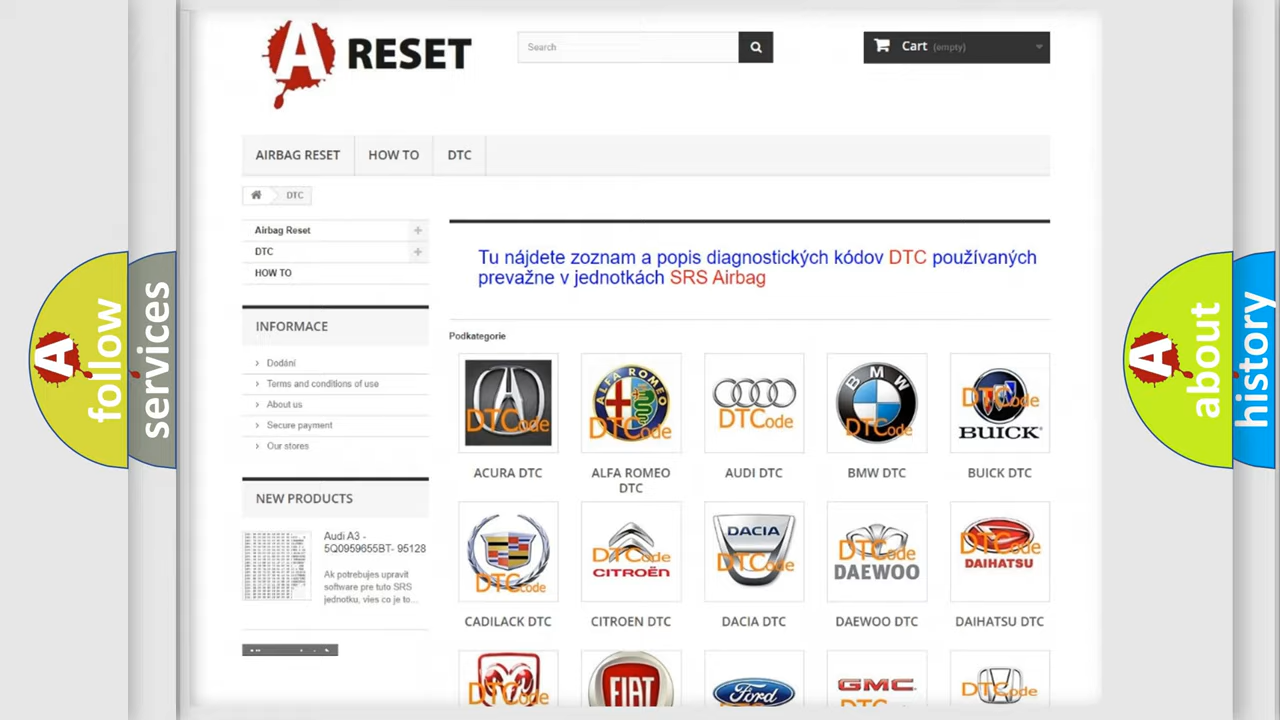 A RESET
Search
Cart (empty)
AIRBAG RESET
HOW TO
DTC
DTC
Airbag Reset
DTC
HOW TO
INFORMACE
Dodání
Terms and conditions of use
About us
Secure payment
Our stores
NEW PRODUCTS
Audi A3 -
5Q0959655BT- 95128
Ak potrebujes upravit
software pre tuto SRS
jednotku, vies co je to...
Tu nájdete zoznam a popis diagnostických kódov DTC používaných
prevažne v jednotkách SRS Airbag
Podkategorie
DTCode
ALFA ROMEO
DTCode
DTCode
BMW
DTCode
DTCode
BUICK
ACURA DTC
ALFA ROMEO
DTC
AUDI DTC
BMW DTC
BUICK DTC
DTCode
DTCode
CITROËN
DACIA
DTCode
DTCode
DAEWOO
DTCode
DAIHATSU
CADILACK DTC
CITROEN DTC
DACIA DTC
DAEWOO DTC
DAIHATSU DTC
DTCode
FIAT
Ford
GMC
DTCode
A follow
services
A about
history